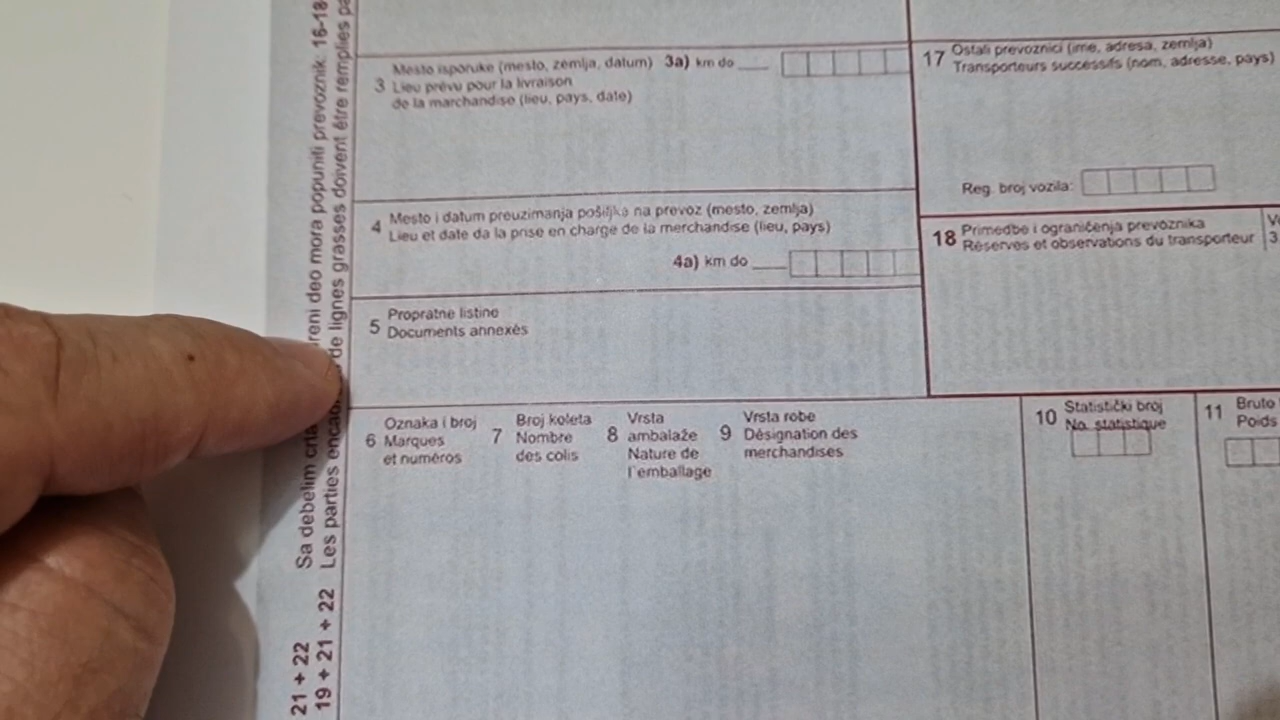 3 Mesto isporuke (mesto, zemlja, datum) 3a) km do ____
Lieu prévu pour la livraison
de la marchandise (lieu, pays, date)
17 Ostali prevoznici (ime, adresa, zemlja)
Transporteurs successifs (nom, adresse, pays)
Reg. broj vozila:
4 Mesto i datum preuzimanja pošiljke na prevoz (mesto, zemlja)
Lieu et date da la prise en charge de la merchandise (lieu, pays)
4a) km do ____
18 Primedbe i ograničenja prevoznika
Réserves et observations du transporteur
3
5 Propratne listine
Documents annexés
6 Oznaka i broj
Marques
et numéros
7 Broj koleta
Nombre
des colis
8 Vrsta
ambalaže
Nature de
l'emballage
9 Vrsta robe
Désignation des
merchandises
10 Statistički broj
No. statistique
11 Bruto
Poids
21 + 22 Sa debelim deo mora popuniti prevoznik: 16-18
19 + 21 + 22 Les parties de lignes grasses doivent être remplies